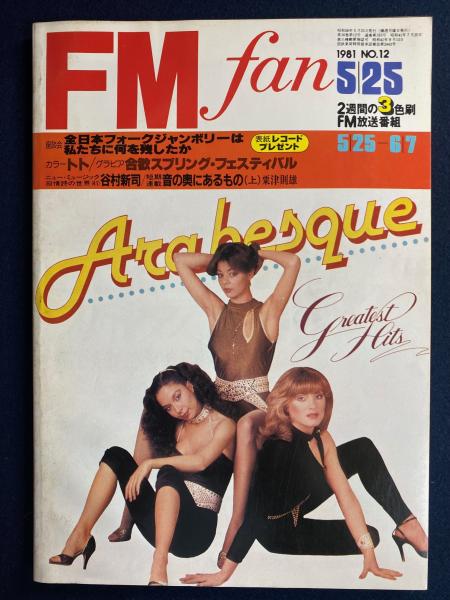 FM fan
1981 NO.12
5|25
2週間の3色刷
FM放送番組
5/25—6/7
座談会 全日本フォークジャンボリーは
私たちに何を残したか
表紙レコード
プレゼント
カラー トト/グラビア 合歓スプリング・フェスティバル
ニュー・ミュージック
叙情詩の世界 谷村新司/短期連載 音の奥にあるもの(上) 粟津則雄
Arabesque
Greatest
Hits